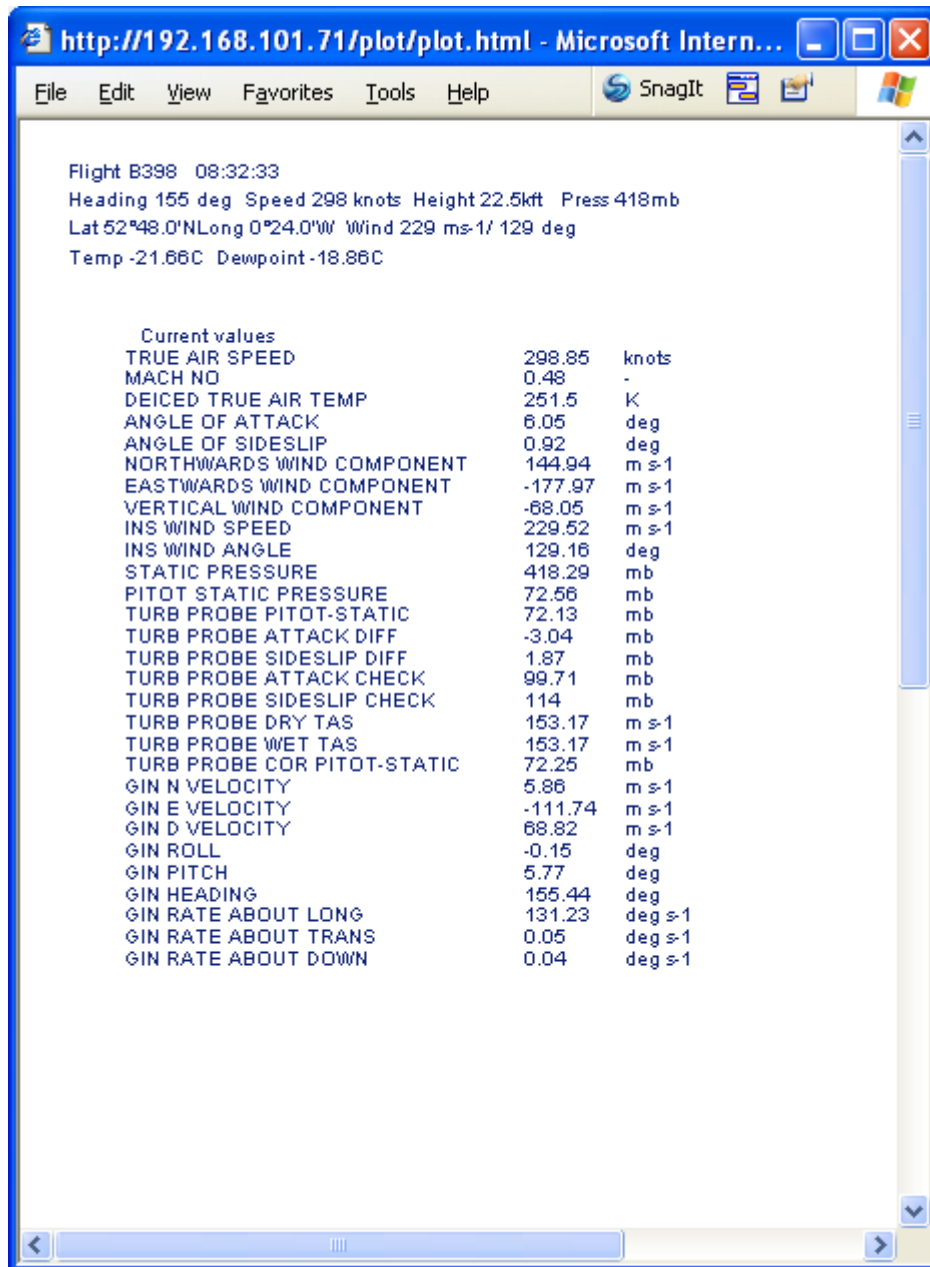 http://192.168.101.71/plot/plot.html - Microsoft Intern...
File Edit View Favorites Tools Help SnagIt
Flight B398 08:32:33
Heading 155 deg Speed 298 knots Height 22.5kft Press 418mb
Lat 52°48.0'NLong 0°24.0'W Wind 229 ms-1/ 129 deg
Temp -21.66C Dewpoint -18.86C
Current values
TRUE AIR SPEED 298.85 knots
MACH NO 0.48 -
DEICED TRUE AIR TEMP 251.5 K
ANGLE OF ATTACK 6.05 deg
ANGLE OF SIDESLIP 0.92 deg
NORTHWARDS WIND COMPONENT 144.94 m s-1
EASTWARDS WIND COMPONENT -177.97 m s-1
VERTICAL WIND COMPONENT -68.05 m s-1
INS WIND SPEED 229.52 m s-1
INS WIND ANGLE 129.16 deg
STATIC PRESSURE 418.29 mb
PITOT STATIC PRESSURE 72.56 mb
TURB PROBE PITOT-STATIC 72.13 mb
TURB PROBE ATTACK DIFF -3.04 mb
TURB PROBE SIDESLIP DIFF 1.87 mb
TURB PROBE ATTACK CHECK 99.71 mb
TURB PROBE SIDESLIP CHECK 114 mb
TURB PROBE DRY TAS 153.17 m s-1
TURB PROBE WET TAS 153.17 m s-1
TURB PROBE COR PITOT-STATIC 72.25 mb
GIN N VELOCITY 5.86 m s-1
GIN E VELOCITY -111.74 m s-1
GIN D VELOCITY 68.82 m s-1
GIN ROLL -0.15 deg
GIN PITCH 5.77 deg
GIN HEADING 155.44 deg
GIN RATE ABOUT LONG 131.23 deg s-1
GIN RATE ABOUT TRANS 0.05 deg s-1
GIN RATE ABOUT DOWN 0.04 deg s-1